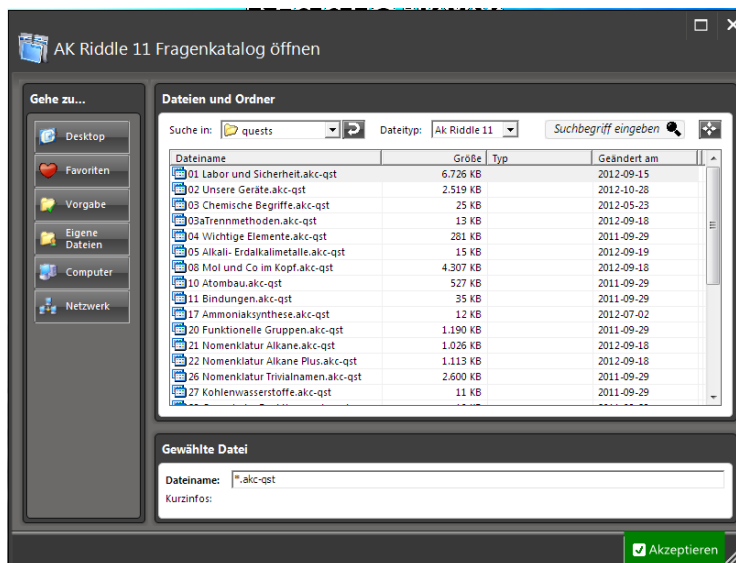 AK Riddle 11 Fragenkatalog öffnen
Gehe zu...
Desktop
Favoriten
Vorgabe
Eigene
Dateien
Computer
Netzwerk
Dateien und Ordner
Suche in: quests Dateityp: Ak Riddle 11 Suchbegriff eingeben
Dateiname Größe Typ Geändert am
01 Labor und Sicherheit.akc-qst 6.726 KB 2012-09-15
02 Unsere Geräte.akc-qst 2.519 KB 2012-10-28
03 Chemische Begriffe.akc-qst 25 KB 2012-05-23
03aTrennmethoden.akc-qst 13 KB 2012-09-18
04 Wichtige Elemente.akc-qst 281 KB 2011-09-29
05 Alkali- Erdalkalimetalle.akc-qst 15 KB 2012-09-19
08 Mol und Co im Kopf.akc-qst 4.307 KB 2012-09-18
10 Atombau.akc-qst 527 KB 2011-09-29
11 Bindungen.akc-qst 35 KB 2011-09-29
17 Ammoniaksynthese.akc-qst 12 KB 2012-07-02
20 Funktionelle Gruppen.akc-qst 1.190 KB 2011-09-29
21 Nomenklatur Alkane.akc-qst 1.026 KB 2012-09-18
22 Nomenklatur Alkane Plus.akc-qst 1.113 KB 2012-09-18
26 Nomenklatur Trivialnamen.akc-qst 2.600 KB 2011-09-29
27 Kohlenwasserstoffe.akc-qst 11 KB 2011-09-29
Gewählte Datei
Dateiname: *.akc-qst
Kurzinfos:
Akzeptieren